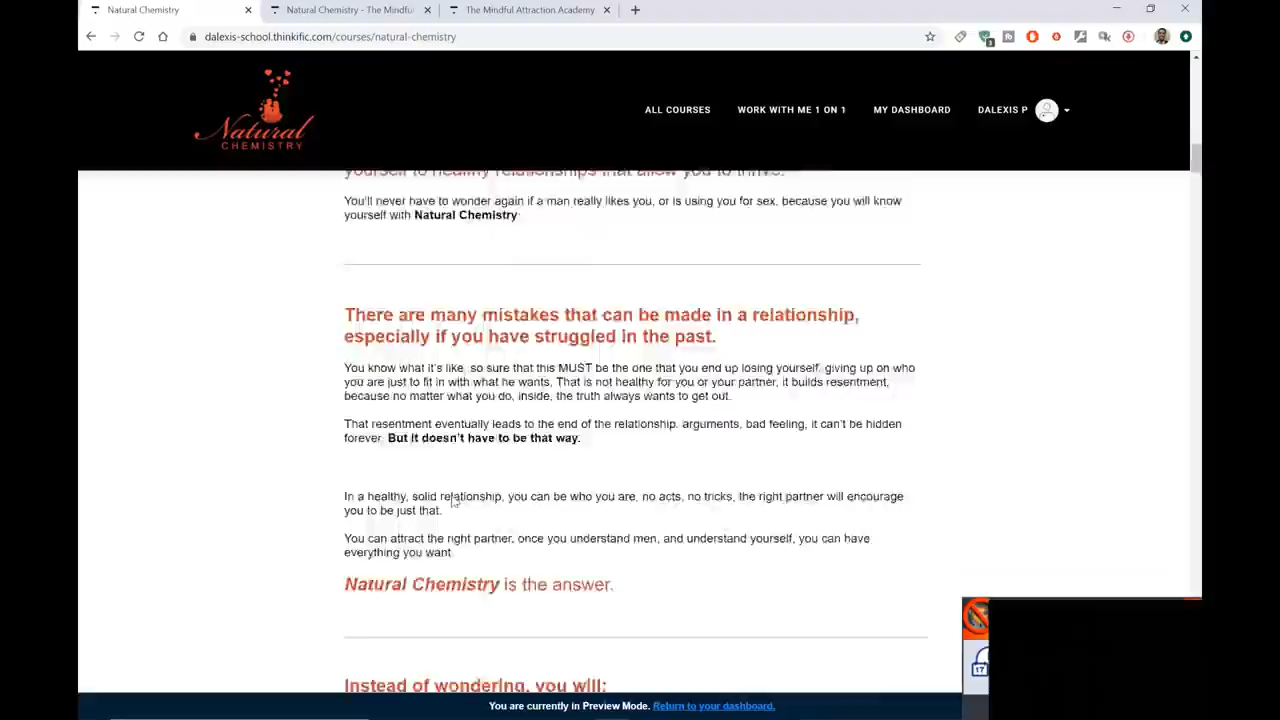 Natural Chemistry
Natural Chemistry - The Mindful
The Mindful Attraction Academy
dalexis-school.thinkific.com/courses/natural-chemistry
Natural
CHEMISTRY
ALL COURSES
WORK WITH ME 1 ON 1
MY DASHBOARD
DALEXIS P
yourself to healthy relationships that allow you to thrive.
You'll never have to wonder again if a man really likes you, or is using you for sex, because you will know
yourself with Natural Chemistry
There are many mistakes that can be made in a relationship,
especially if you have struggled in the past.
You know what it's like, so sure that this MUST be the one that you end up losing yourself, giving up on who
you are just to fit in with what he wants. That is not healthy for you or your partner, it builds resentment,
because no matter what you do, inside, the truth always wants to get out.
That resentment eventually leads to the end of the relationship. arguments, bad feeling, it can't be hidden
forever. But it doesn't have to be that way.
In a healthy, solid relationship, you can be who you are, no acts, no tricks, the right partner will encourage
you to be just that.
You can attract the right partner, once you understand men, and understand yourself, you can have
everything you want
Natural Chemistry is the answer.
Instead of wondering, you will:
17
You are currently in Preview Mode. Return to your dashboard.